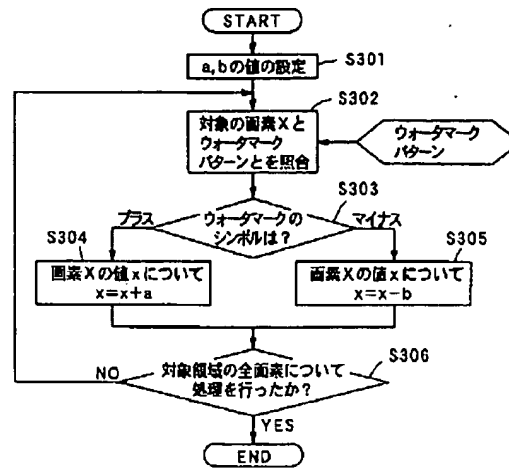 START
a,bの値の設定
S301
S302
対象の画素Xと
ウォータマーク
パターンとを照合
ウォータマーク
パターン
S303
プラス
ウォータマークの
シンボルは？
マイナス
S304
画素Xの値xについて
x=x+a
S305
画素Xの値xについて
x=x-b
S306
対象領域の全画素について
処理を行ったか？
NO
YES
END